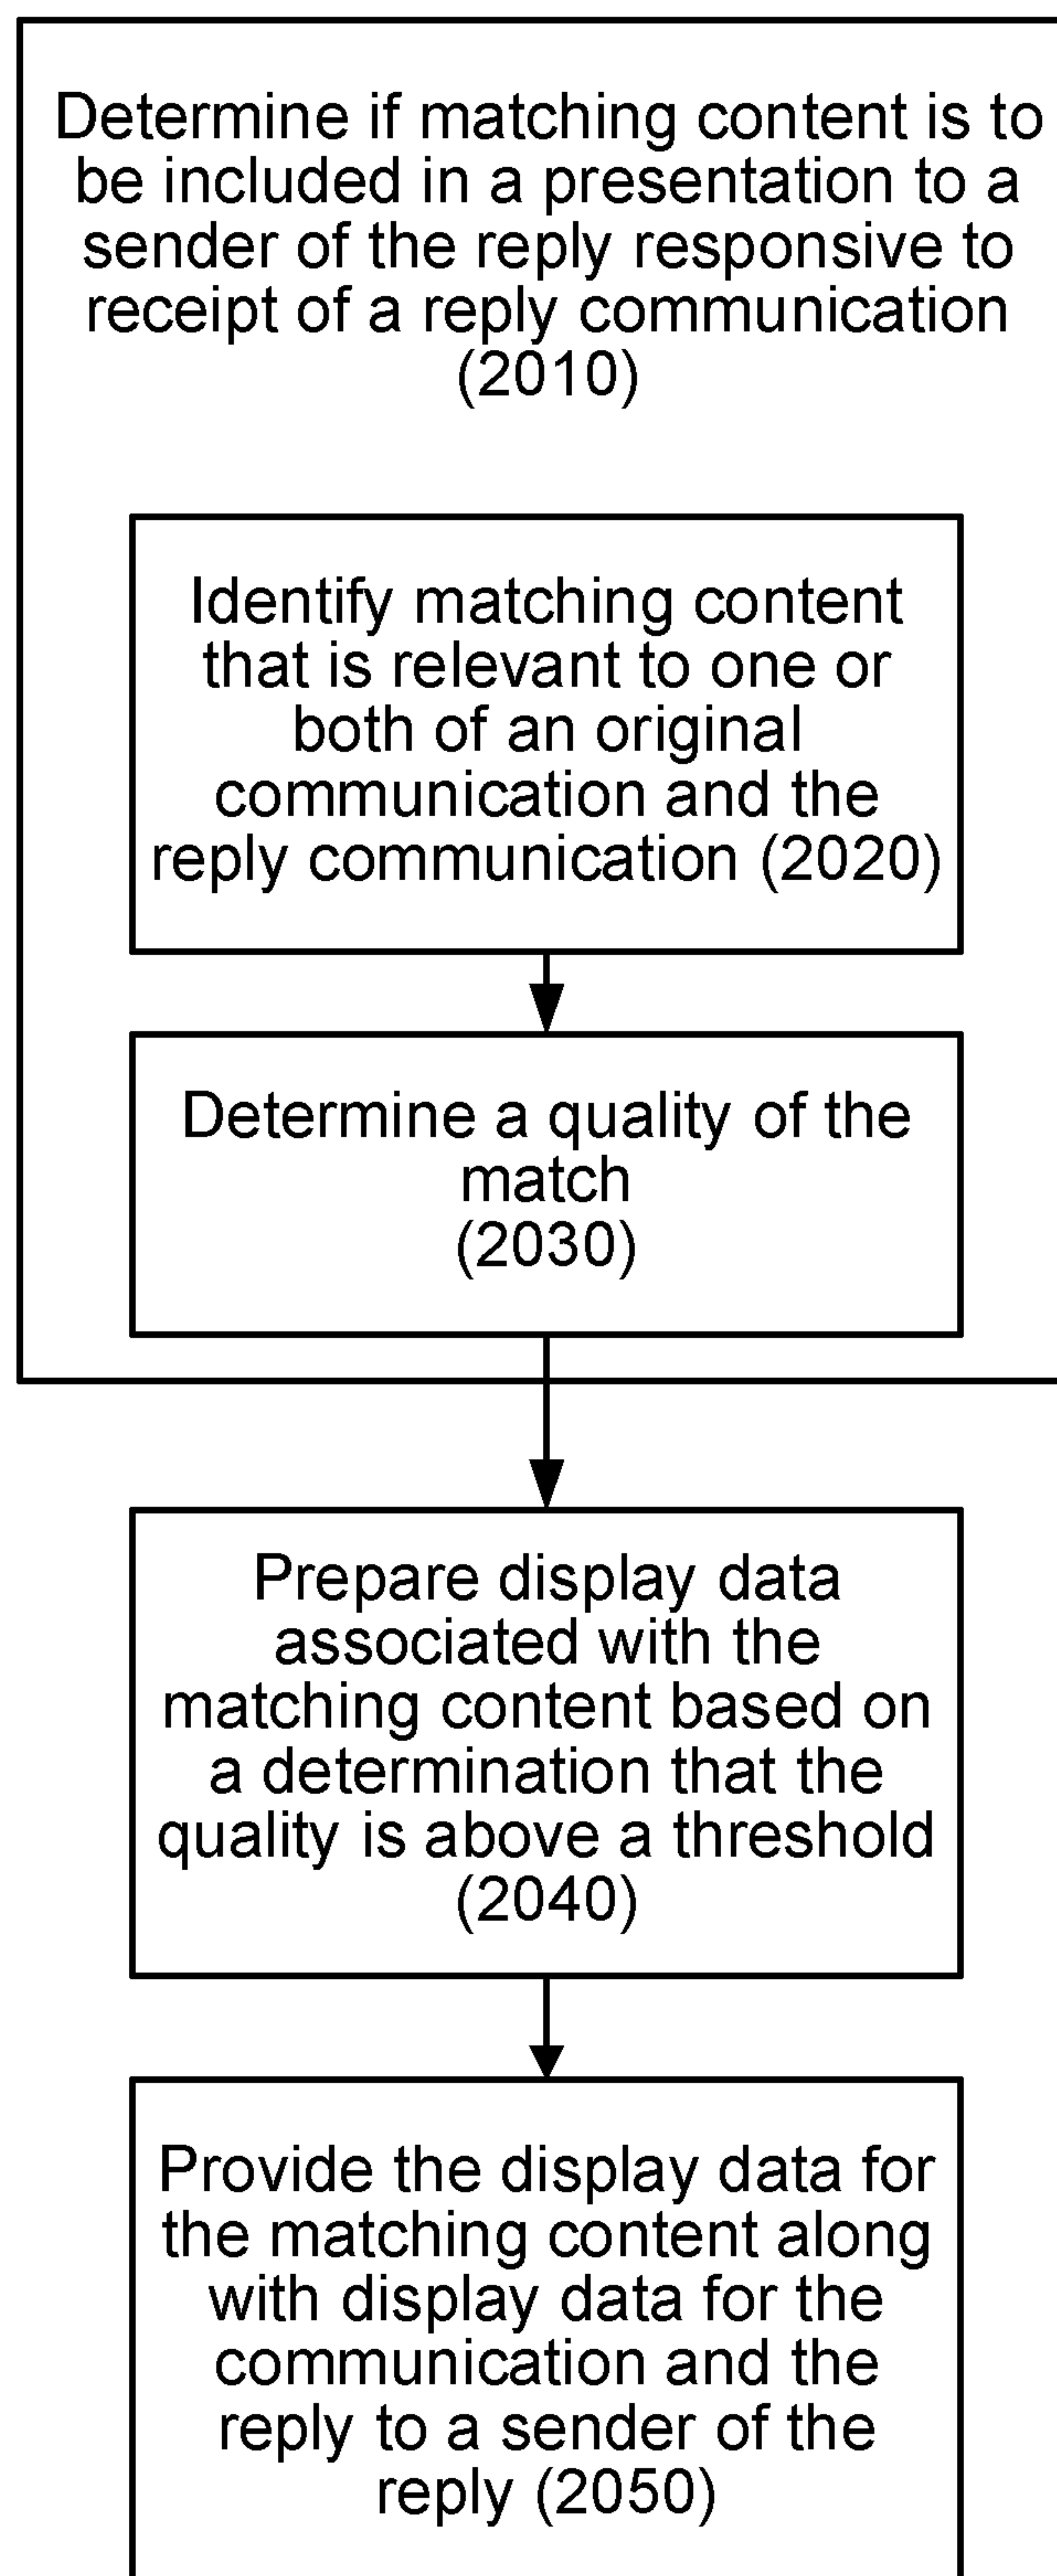 Determine if matching content is to
be included in a presentation to a
sender of the reply responsive to
receipt of a reply communication
(2010)
Identify matching content
that is relevant to one or
both of an original
communication and the
reply communication (2020)
Determine a quality of the
match
(2030)
Prepare display data
associated with the
matching content based on
a determination that the
quality is above a threshold
(2040)
Provide the display data for
the matching content along
with display data for the
communication and the
reply to a sender of the
reply (2050)